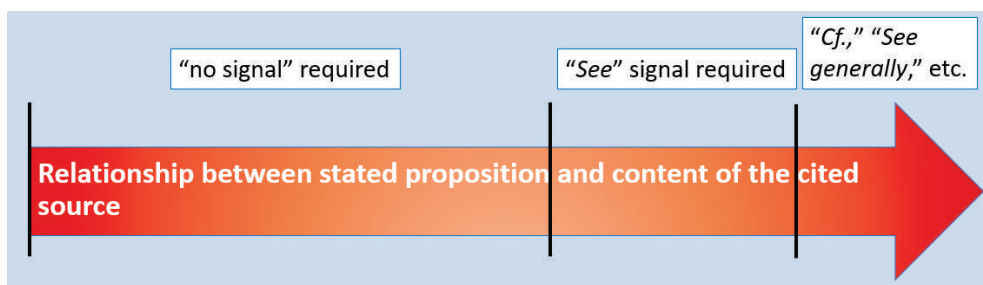 “no signal” required
“See” signal required
“Cf.,” “See
generally,” etc.
Relationship between stated proposition and content of the cited
source